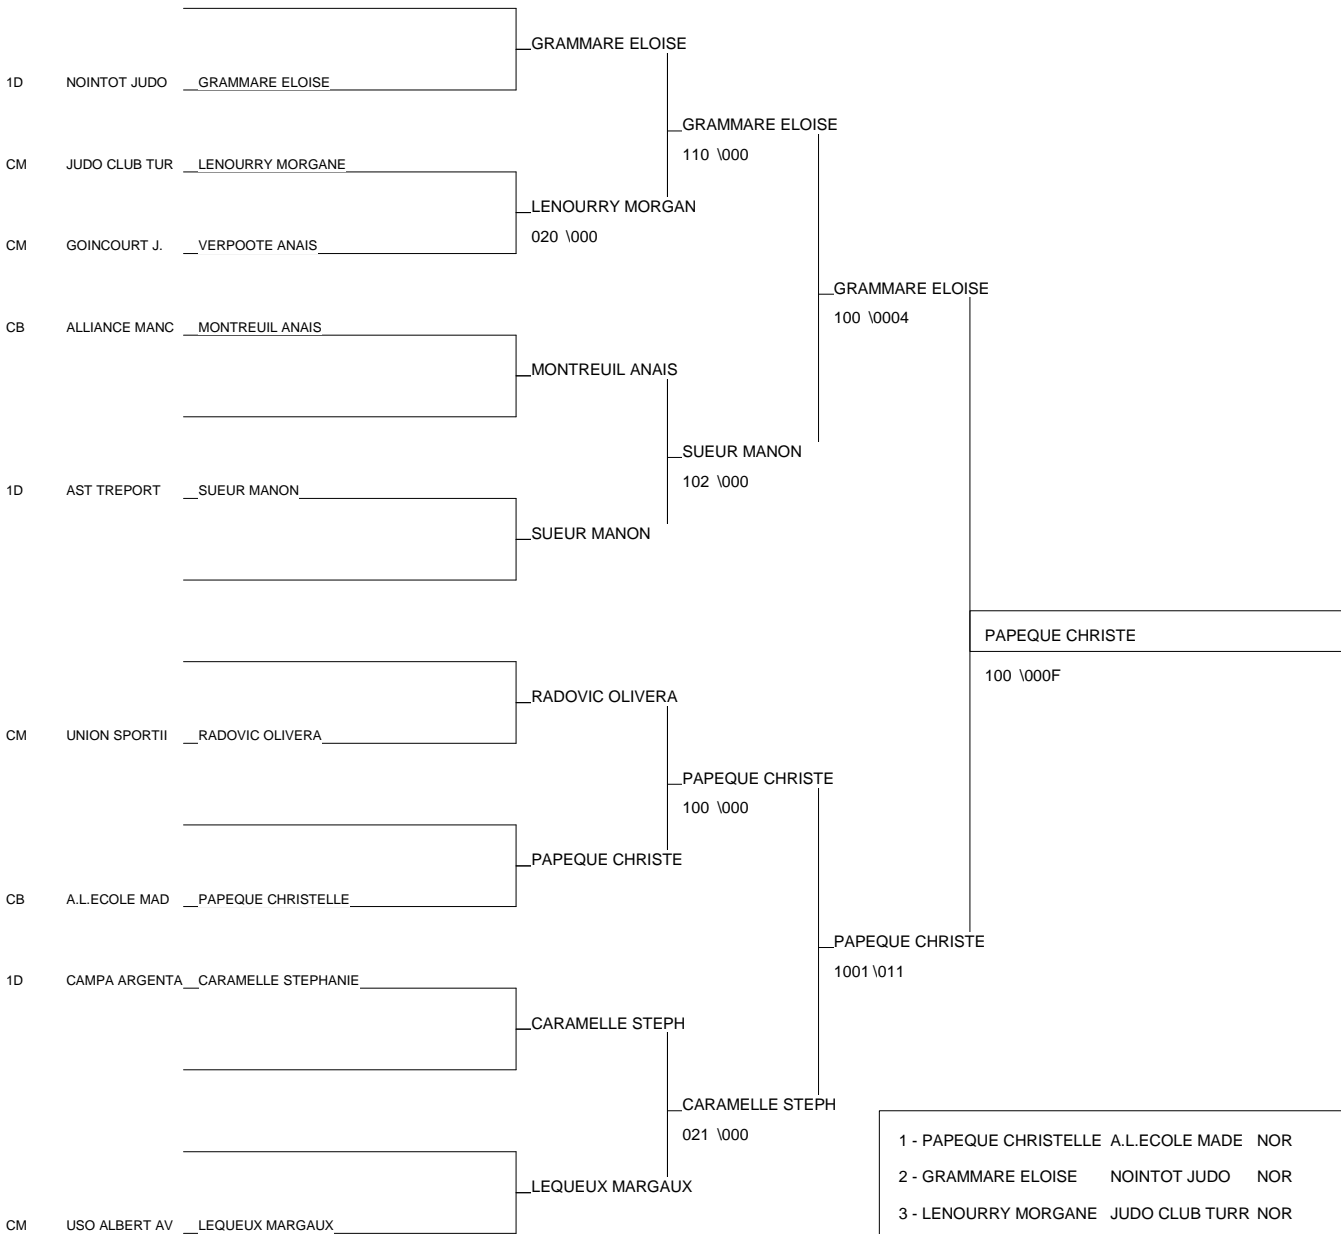 GRAMMARE ELOISE
1D NOINTOT JUDO GRAMMARE ELOISE
GRAMMARE ELOISE
110 \000
CM JUDO CLUB TUR LENOURRY MORGANE
LENOURRY MORGAN
020 \000
CM GOINCOURT J. VERPOOTE ANAIS
GRAMMARE ELOISE
100 \0004
CB ALLIANCE MANC MONTREUIL ANAIS
MONTREUIL ANAIS
SUEUR MANON
102 \000
1D AST TREPORT SUEUR MANON
SUEUR MANON
PAPEQUE CHRISTE
100 \000F
RADOVIC OLIVERA
CM UNION SPORTII RADOVIC OLIVERA
PAPEQUE CHRISTE
100 \000
PAPEQUE CHRISTE
CB A.L.ECOLE MAD PAPEQUE CHRISTELLE
PAPEQUE CHRISTE
1001 \011
1D CAMPA ARGENTA CARAMELLE STEPHANIE
CARAMELLE STEPH
CARAMELLE STEPH
021 \000
LEQUEUX MARGAUX
CM USO ALBERT AV LEQUEUX MARGAUX
1 - PAPEQUE CHRISTELLE A.L.ECOLE MADE NOR
2 - GRAMMARE ELOISE NOINTOT JUDO NOR
3 - LENOURRY MORGANE JUDO CLUB TURR NOR